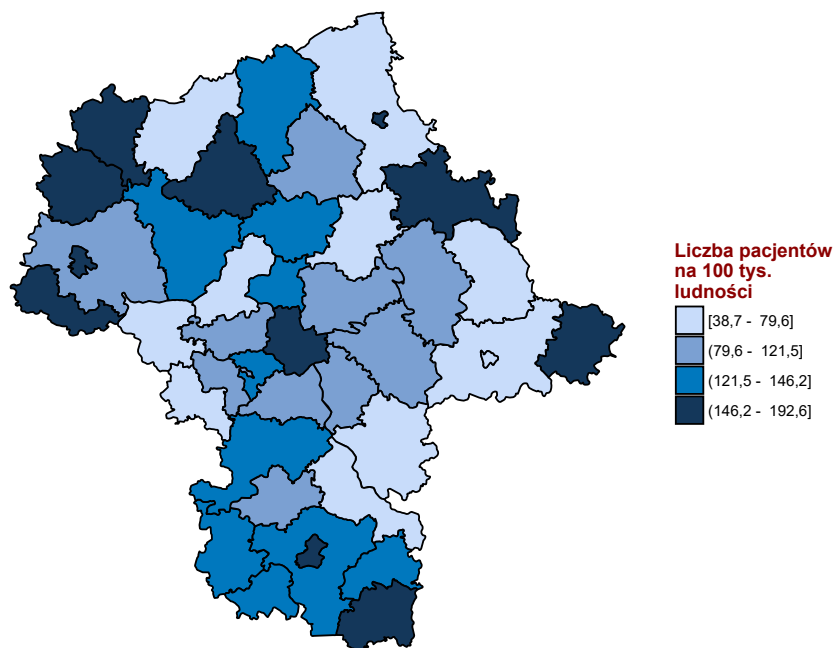 Liczba pacjentów
na 100 tys.
ludności
[38,7 - 79,6]
(79,6 - 121,5]
(121,5 - 146,2]
(146,2 - 192,6]